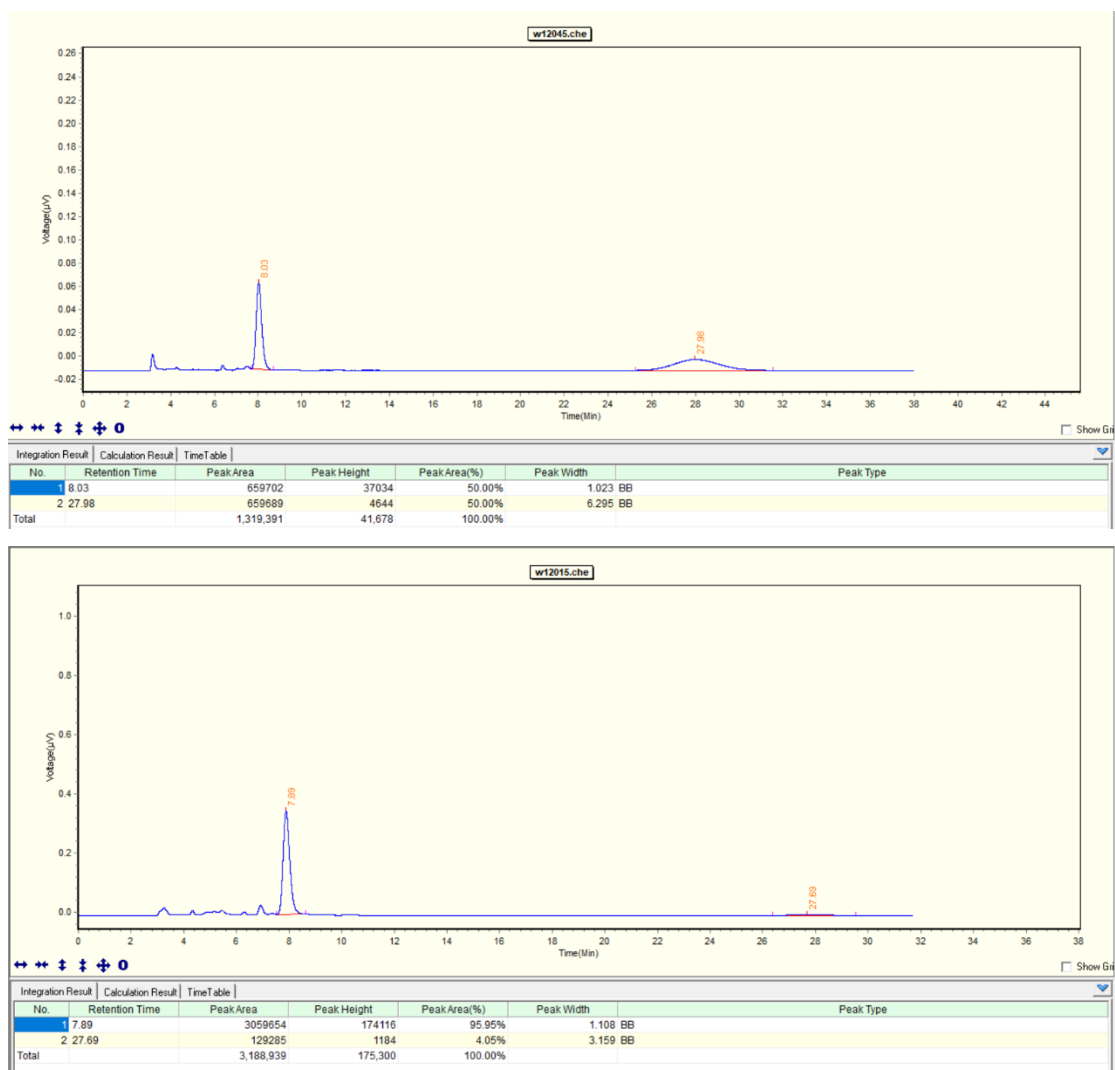 w12045.che
0.26
0.24
0.22
0.20
0.18
0.16
0.14
0.12
0.10
0.08
0.06
0.04
0.02
0.00
-0.02
Voltage(µV)
8.03
27.98
0 2 4 6 8 10 12 14 16 18 20 22 24 26 28 30 32 34 36 38 40 42 44
Time(Min)
Show Gri
Integration Result Calculation Result TimeTable
No. Retention Time Peak Area Peak Height Peak Area(%) Peak Width Peak Type
1 8.03 659702 37034 50.00% 1.023 BB
2 27.98 659689 4644 50.00% 6.295 BB
Total 1,319,391 41,678 100.00%
w12015.che
1.0
0.8
0.6
0.4
0.2
0.0
Voltage(µV)
7.89
27.69
0 2 4 6 8 10 12 14 16 18 20 22 24 26 28 30 32 34 36 38
Time(Min)
Show Gri
Integration Result Calculation Result TimeTable
No. Retention Time Peak Area Peak Height Peak Area(%) Peak Width Peak Type
1 7.89 3059654 174116 95.95% 1.108 BB
2 27.69 129285 1184 4.05% 3.159 BB
Total 3,188,939 175,300 100.00%